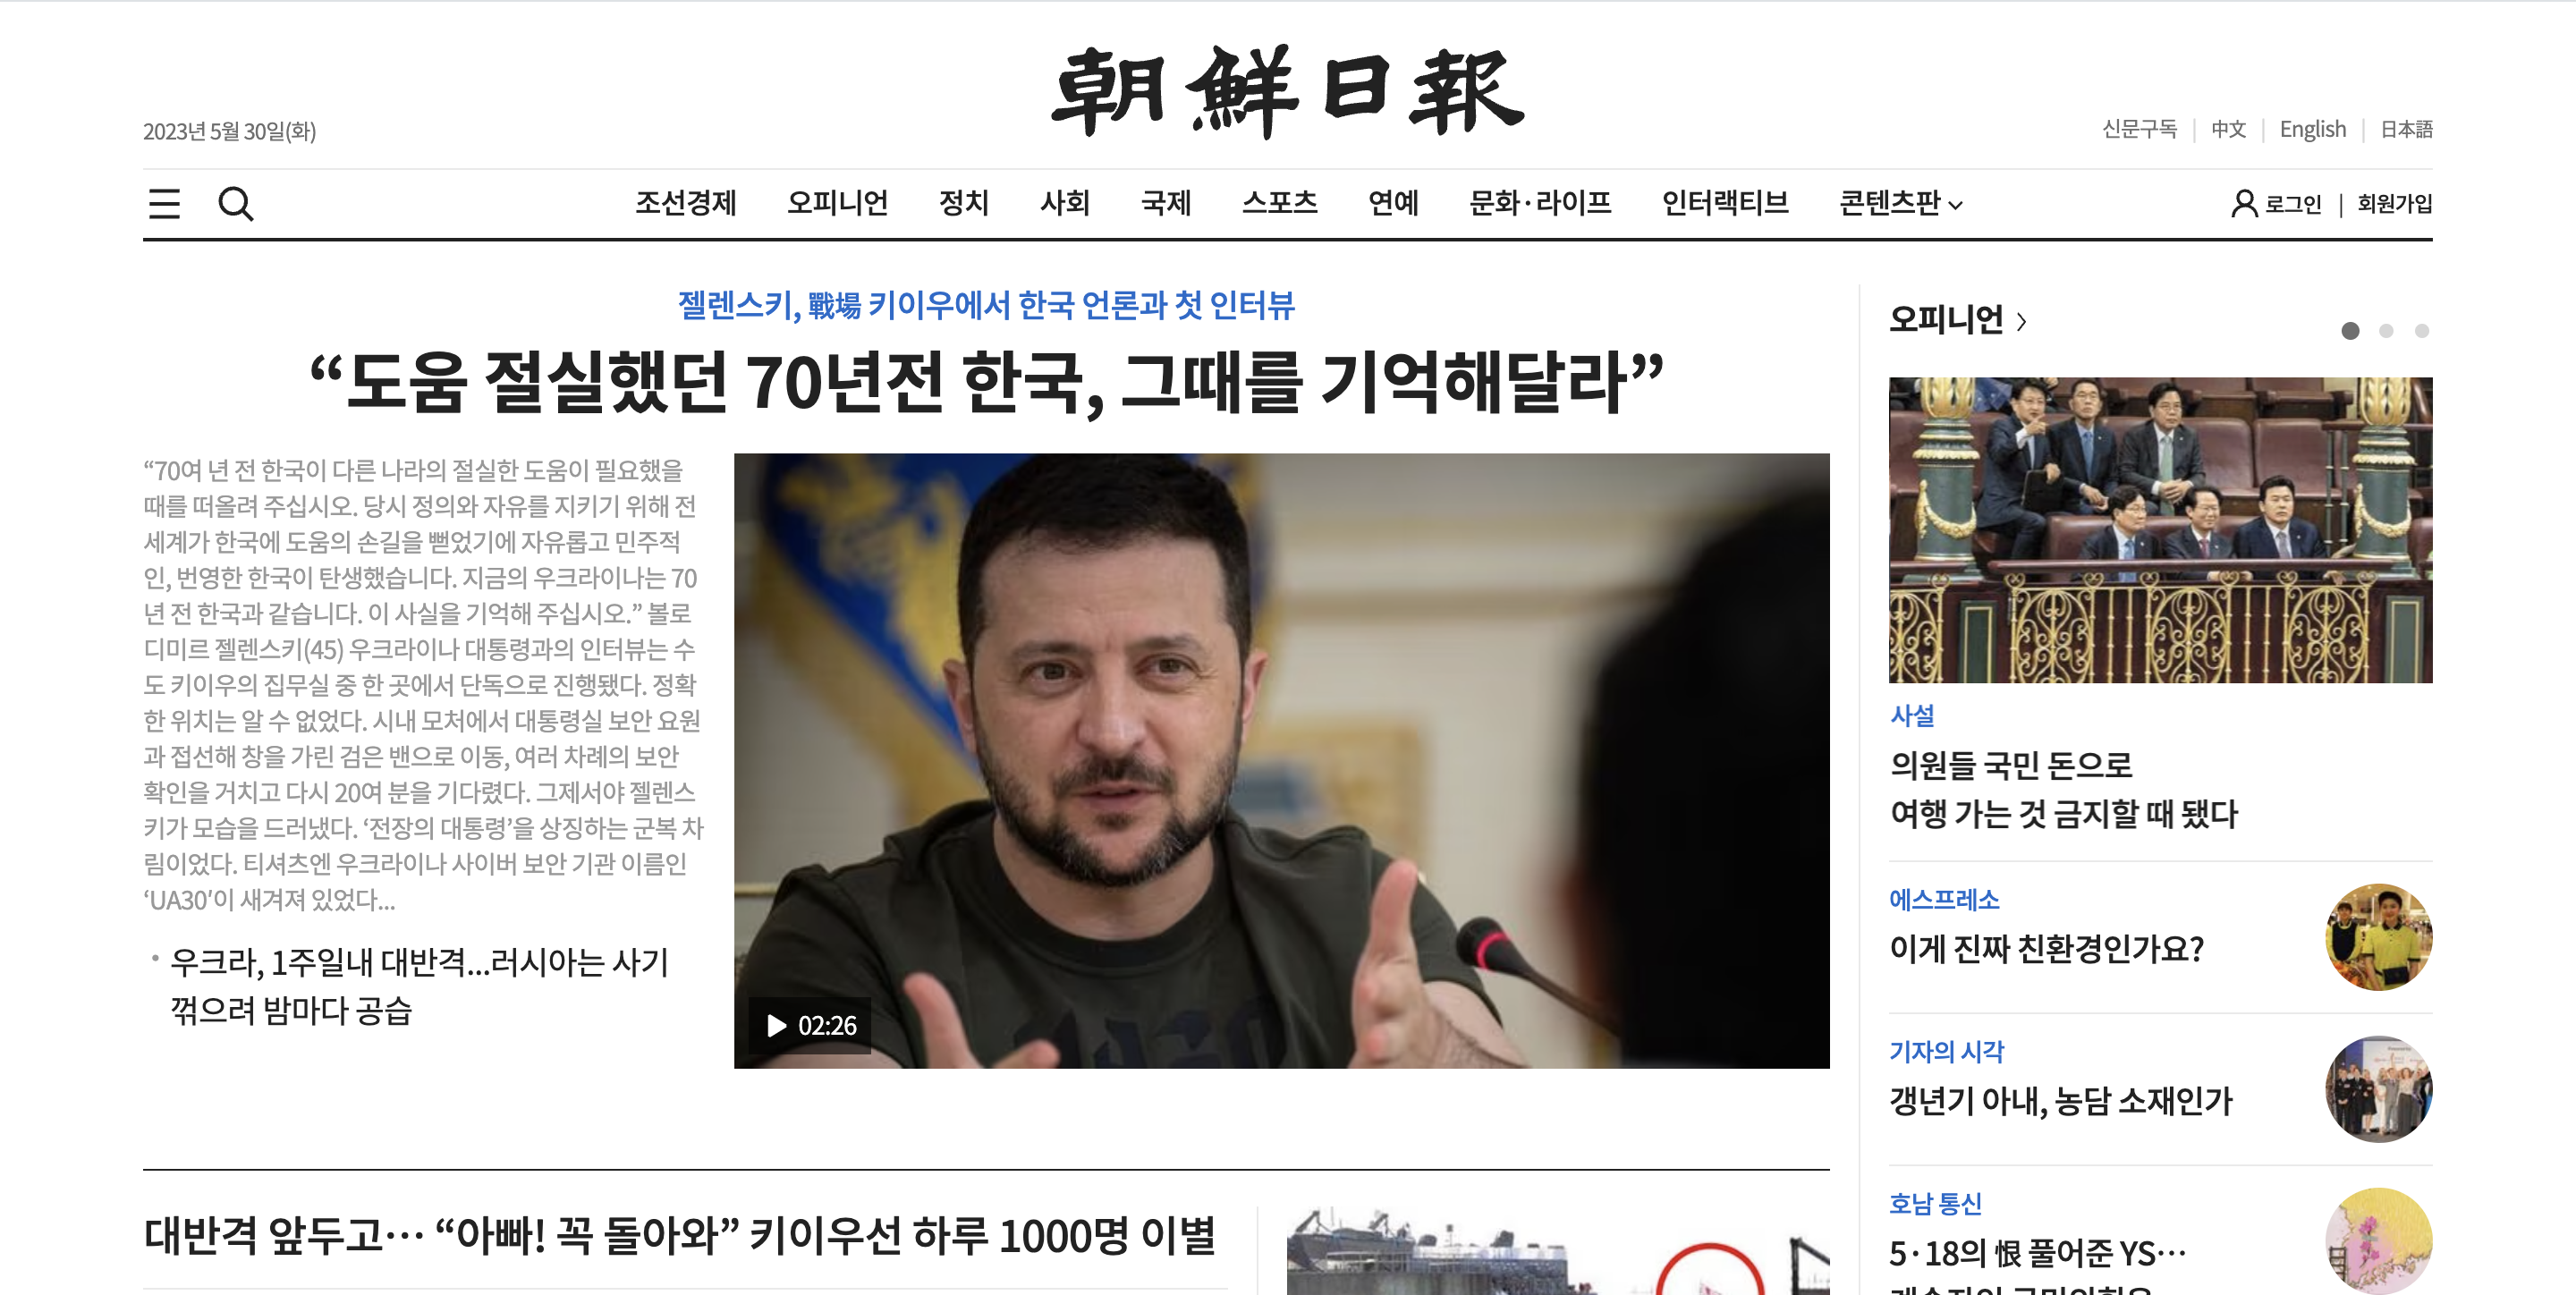 朝鮮日報
2023년 5월 30일(화)
신문구독 | 中文 | English | 日本語
조선경제 오피니언 정치 사회 국제 스포츠 연예 문화·라이프 인터랙티브 콘텐츠판
로그인 | 회원가입
젤렌스키, 戰場 키이우에서 한국 언론과 첫 인터뷰
“도움 절실했던 70년전 한국, 그때를 기억해달라”
“70여 년 전 한국이 다른 나라의 절실한 도움이 필요했을
때를 떠올려 주십시오. 당시 정의와 자유를 지키기 위해 전
세계가 한국에 도움의 손길을 뻗었기에 자유롭고 민주적
인, 번영한 한국이 탄생했습니다. 지금의 우크라이나는 70
년 전 한국과 같습니다. 이 사실을 기억해 주십시오.” 볼로
디미르 젤렌스키(45) 우크라이나 대통령과의 인터뷰는 수
도 키이우의 집무실 중 한 곳에서 단독으로 진행됐다. 정확
한 위치는 알 수 없었다. 시내 모처에서 대통령실 보안 요원
과 접선해 창을 가린 검은 밴으로 이동, 여러 차례의 보안
확인을 거치고 다시 20여 분을 기다렸다. 그제서야 젤렌스
키가 모습을 드러냈다. ‘전장의 대통령’을 상징하는 군복 차
림이었다. 티셔츠엔 우크라이나 사이버 보안 기관 이름인
‘UA30′이 새겨져 있었다...
우크라, 1주일내 대반격...러시아는 사기
꺾으려 밤마다 공습
02:26
대반격 앞두고… “아빠! 꼭 돌아와” 키이우선 하루 1000명 이별
오피니언
사설
의원들 국민 돈으로
여행 가는 것 금지할 때 됐다
에스프레소
이게 진짜 친환경인가요?
기자의 시각
갱년기 아내, 농담 소재인가
호남 통신
5·18의 恨 풀어준 YS…